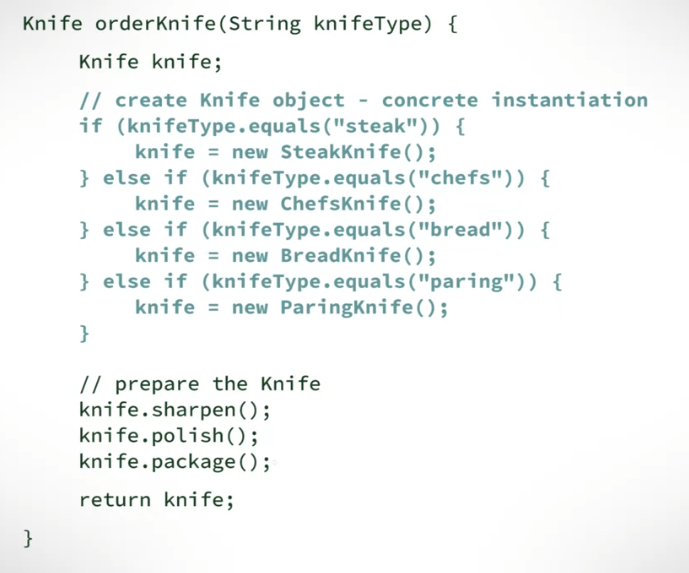 Knife orderKnife(String knifeType) {
Knife knife;
// create Knife object - concrete instantiation
if (knifeType.equals("steak")) {
knife = new SteakKnife();
} else if (knifeType.equals("chefs")) {
knife = new ChefsKnife();
} else if (knifeType.equals("bread")) {
knife = new BreadKnife();
} else if (knifeType.equals("paring")) {
knife = new ParingKnife();
}
// prepare the Knife
knife.sharpen();
knife.polish();
knife.package();
return knife;
}